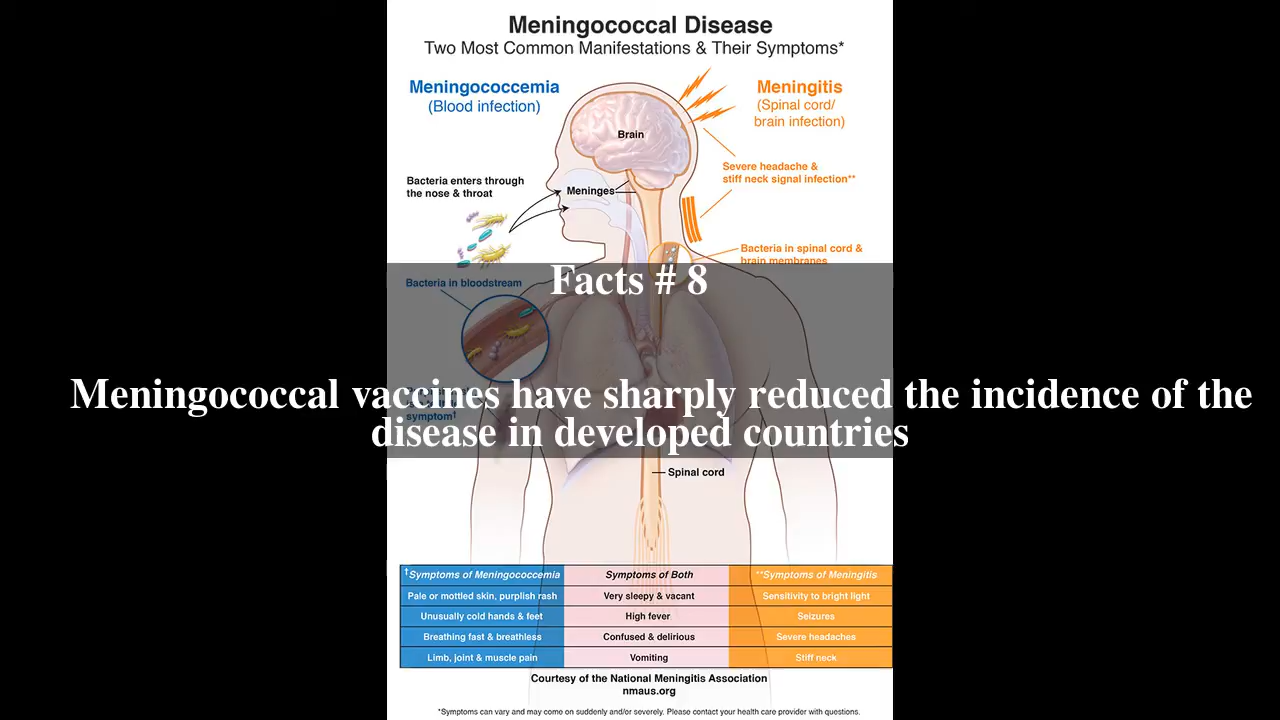 Meningococcal Disease
Two Most Common Manifestations & Their Symptoms*
Meningococcemia
(Blood infection)
Meningitis
(Spinal cord/
brain infection)
Brain
Severe headache &
stiff neck signal infection**
Bacteria enters through
the nose & throat
Meninges
Bacteria in spinal cord &
brain membranes
Bacteria in bloodstream
Facts # 8
Meningococcal vaccines have sharply reduced the incidence of the
disease in developed countries
symptom†
Spinal cord
†Symptoms of Meningococcemia
Symptoms of Both
**Symptoms of Meningitis
Pale or mottled skin, purplish rash
Very sleepy & vacant
Sensitivity to bright light
Unusually cold hands & feet
High fever
Seizures
Breathing fast & breathless
Confused & delirious
Severe headaches
Limb, joint & muscle pain
Vomiting
Stiff neck
Courtesy of the National Meningitis Association
nmaus.org
*Symptoms can vary and may come on suddenly and/or severely. Please contact your health care provider with questions.